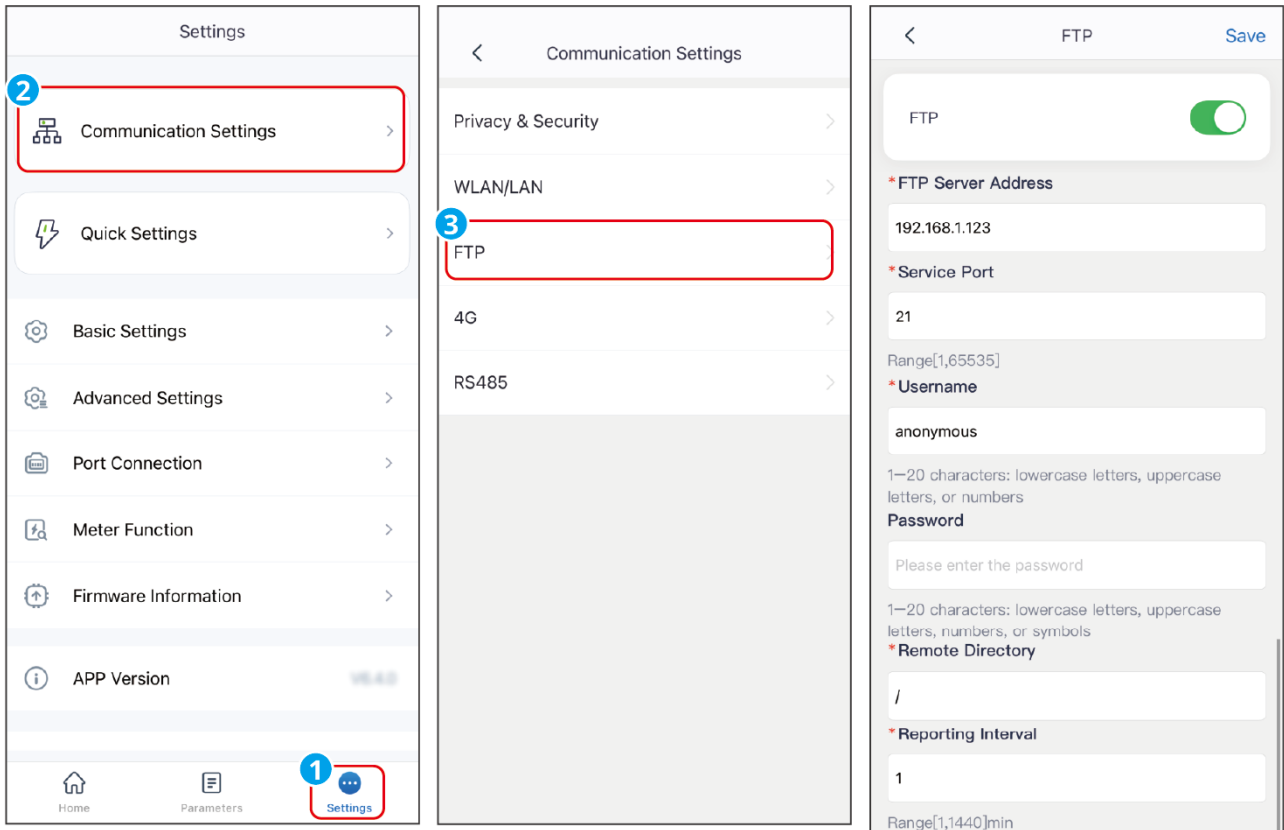 Settings
2
Communication Settings
Quick Settings
Basic Settings
Advanced Settings
Port Connection
Meter Function
Firmware Information
APP Version
1
Home
Parameters
Settings
Communication Settings
Privacy & Security
WLAN/LAN
3
FTP
4G
RS485
FTP
Save
FTP
*FTP Server Address
192.168.1.123
*Service Port
21
Range[1,65535]
*Username
anonymous
1—20 characters: lowercase letters, uppercase
letters, or numbers
Password
Please enter the password
1—20 characters: lowercase letters, uppercase
letters, numbers, or symbols
*Remote Directory
/
*Reporting Interval
1
Range[1,1440]min